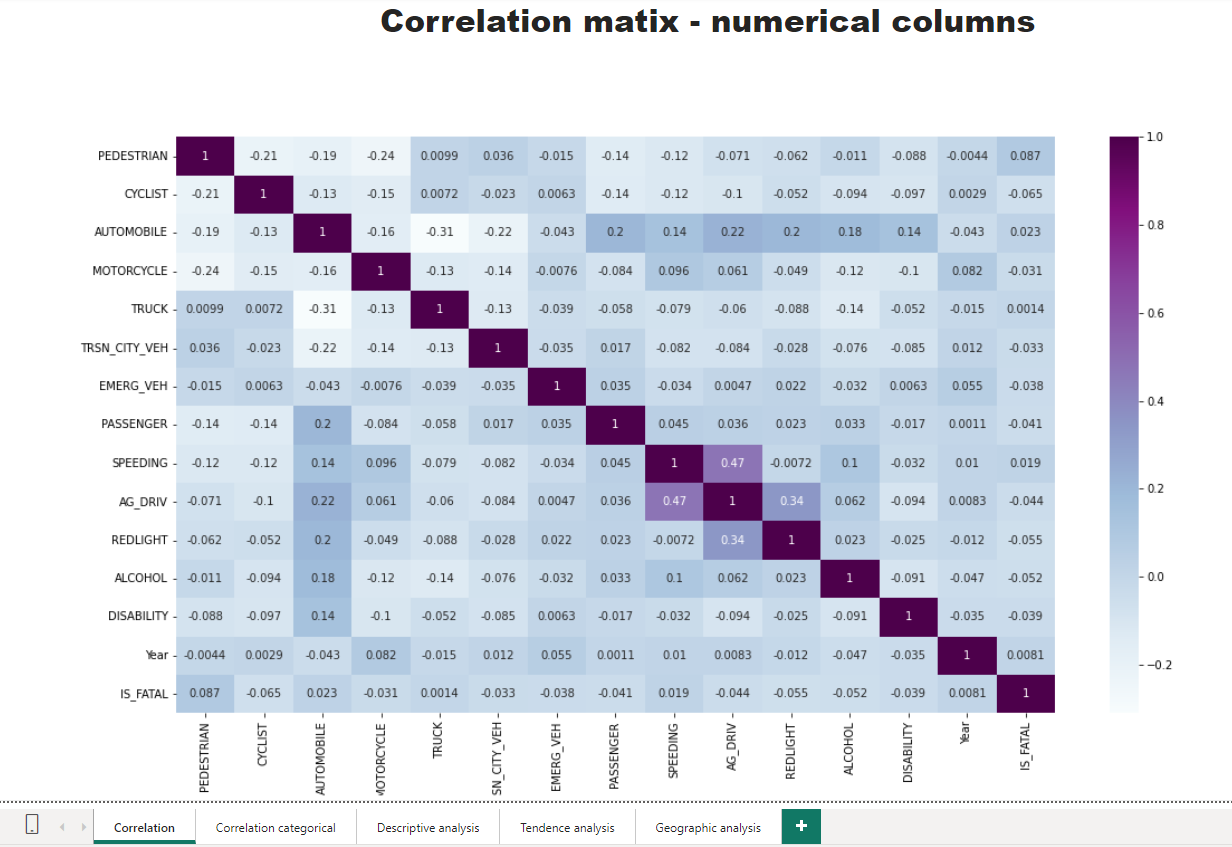 Correlation matix - numerical columns
PEDESTRIAN 1 -0.21 -0.19 -0.24 0.0099 0.036 -0.015 -0.14 -0.12 -0.071 -0.062 -0.011 -0.088 -0.0044 0.087
CYCLIST -0.21 1 -0.13 -0.15 0.0072 -0.023 0.0063 -0.14 -0.12 -0.1 -0.052 -0.094 -0.097 0.0029 -0.065
AUTOMOBILE -0.19 -0.13 1 -0.16 -0.31 -0.22 -0.043 0.2 0.14 0.22 0.2 0.18 0.14 -0.043 0.023
MOTORCYCLE -0.24 -0.15 -0.16 1 -0.13 -0.14 -0.0076 -0.084 0.096 0.061 -0.049 -0.12 -0.1 0.082 -0.031
TRUCK 0.0099 0.0072 -0.31 -0.13 1 -0.13 -0.039 -0.058 -0.079 -0.06 -0.088 -0.14 -0.052 -0.015 0.0014
TRSN_CITY_VEH 0.036 -0.023 -0.22 -0.14 -0.13 1 -0.035 0.017 -0.082 -0.084 -0.028 -0.076 -0.085 0.012 -0.033
EMERG_VEH -0.015 0.0063 -0.043 -0.0076 -0.039 -0.035 1 0.035 -0.034 0.0047 0.022 -0.032 0.0063 0.055 -0.038
PASSENGER -0.14 -0.14 0.2 -0.084 -0.058 0.017 0.035 1 0.045 0.036 0.023 0.033 -0.017 0.0011 -0.041
SPEEDING -0.12 -0.12 0.14 0.096 -0.079 -0.082 -0.034 0.045 1 0.47 -0.0072 0.1 -0.032 0.01 0.019
AG_DRIV -0.071 -0.1 0.22 0.061 -0.06 -0.084 0.0047 0.036 0.47 1 0.34 0.062 -0.094 0.0083 -0.044
REDLIGHT -0.062 -0.052 0.2 -0.049 -0.088 -0.028 0.022 0.023 -0.0072 0.34 1 0.023 -0.025 -0.012 -0.055
ALCOHOL -0.011 -0.094 0.18 -0.12 -0.14 -0.076 -0.032 0.033 0.1 0.062 0.023 1 -0.091 -0.047 -0.052
DISABILITY -0.088 -0.097 0.14 -0.1 -0.052 -0.085 0.0063 -0.017 -0.032 -0.094 -0.025 -0.091 1 -0.035 -0.039
Year -0.0044 0.0029 -0.043 0.082 -0.015 0.012 0.055 0.0011 0.01 0.0083 -0.012 -0.047 -0.035 1 0.0081
IS_FATAL 0.087 -0.065 0.023 -0.031 0.0014 -0.033 -0.038 -0.041 0.019 -0.044 -0.055 -0.052 -0.039 0.0081 1
PEDESTRIAN
CYCLIST
AUTOMOBILE
OTORCYCLE
TRUCK
SN_CITY_VEH
EMERG_VEH
PASSENGER
SPEEDING
AG_DRIV
REDLIGHT
ALCOHOL
DISABILITY
Year
IS_FATAL
1.0
0.8
0.6
0.4
0.2
0.0
-0.2
Correlation Correlation categorical Descriptive analysis Tendence analysis Geographic analysis +